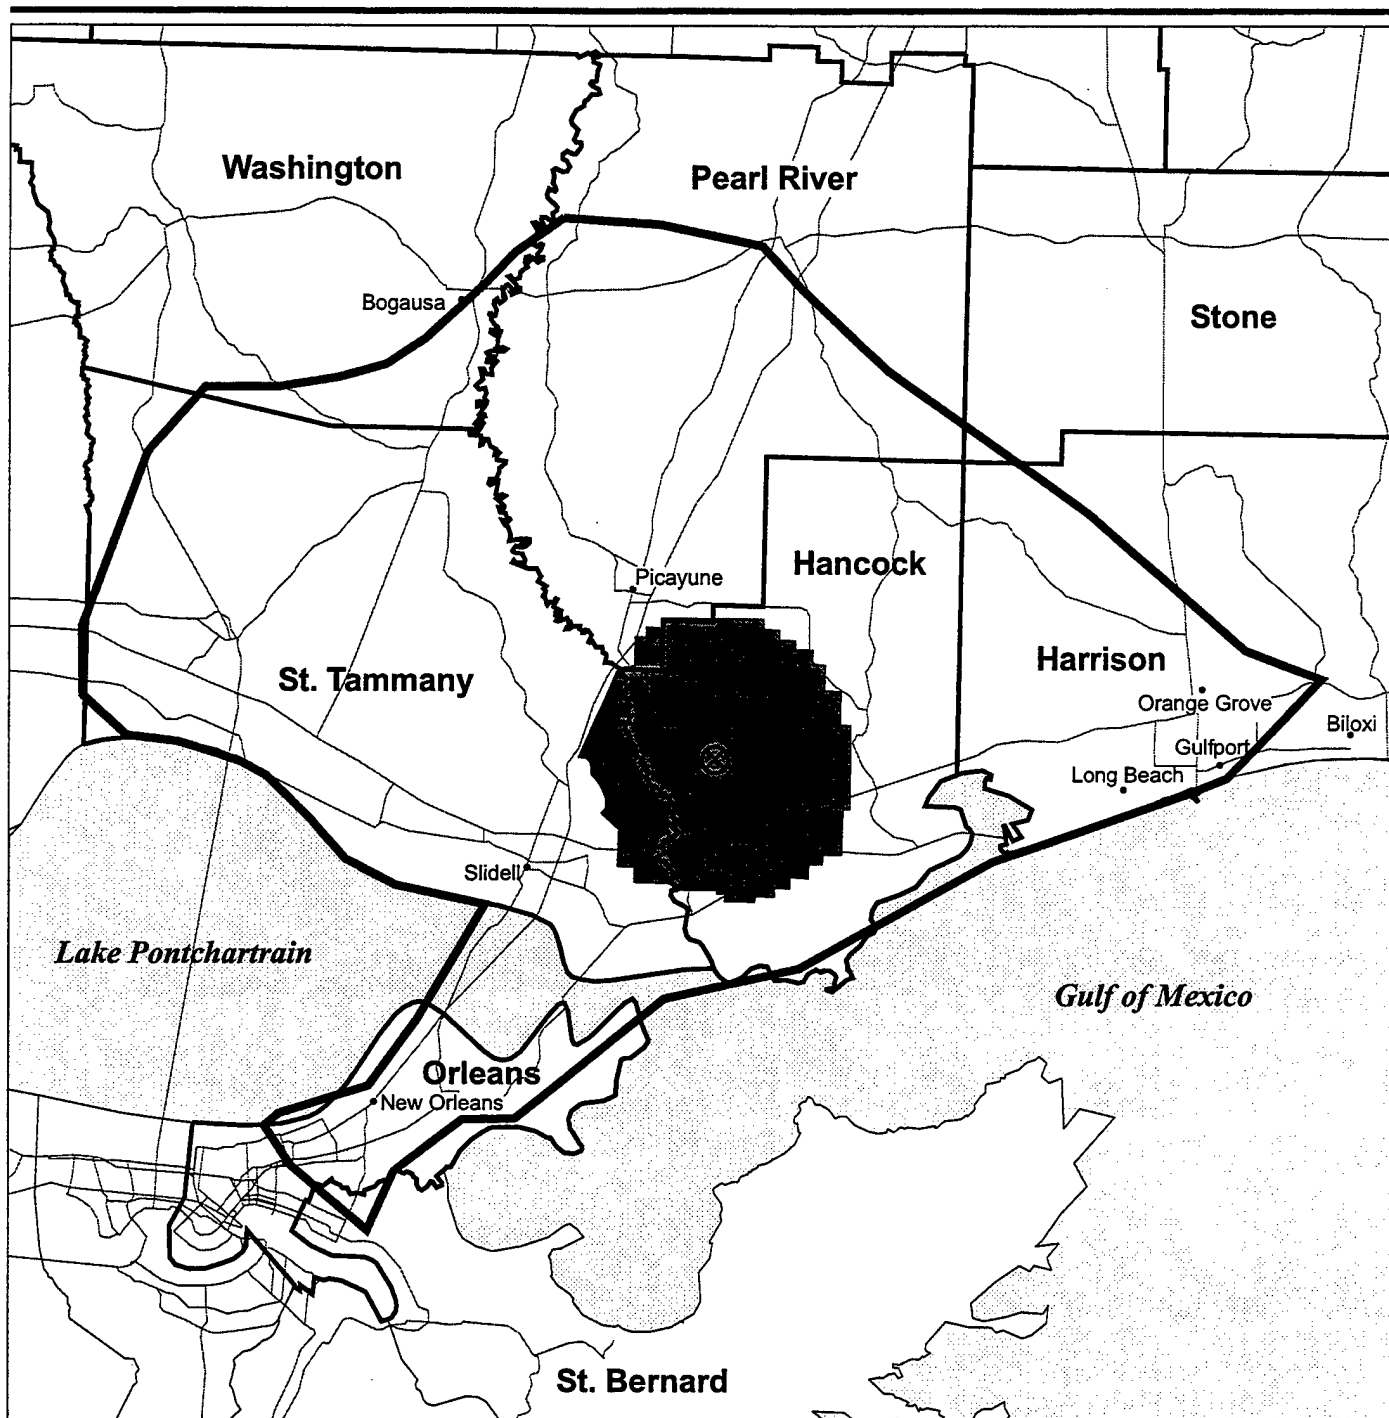 Washington
Pearl River
Bogausa
Stone
Picayune
Hancock
St. Tammany
Harrison
Orange Grove
Biloxi
Gulfport
Long Beach
Slidell
Lake Pontchartrain
Gulf of Mexico
Orleans
New Orleans
St. Bernard